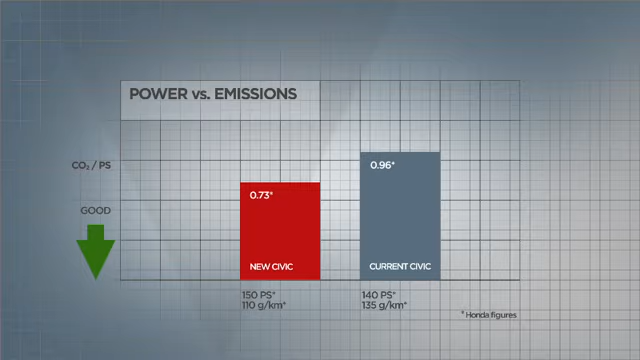 POWER vs. EMISSIONS
CO₂ / PS
GOOD
0.73*
NEW CIVIC
0.96*
CURRENT CIVIC
150 PS*
110 g/km*
140 PS*
135 g/km*
* Honda figures